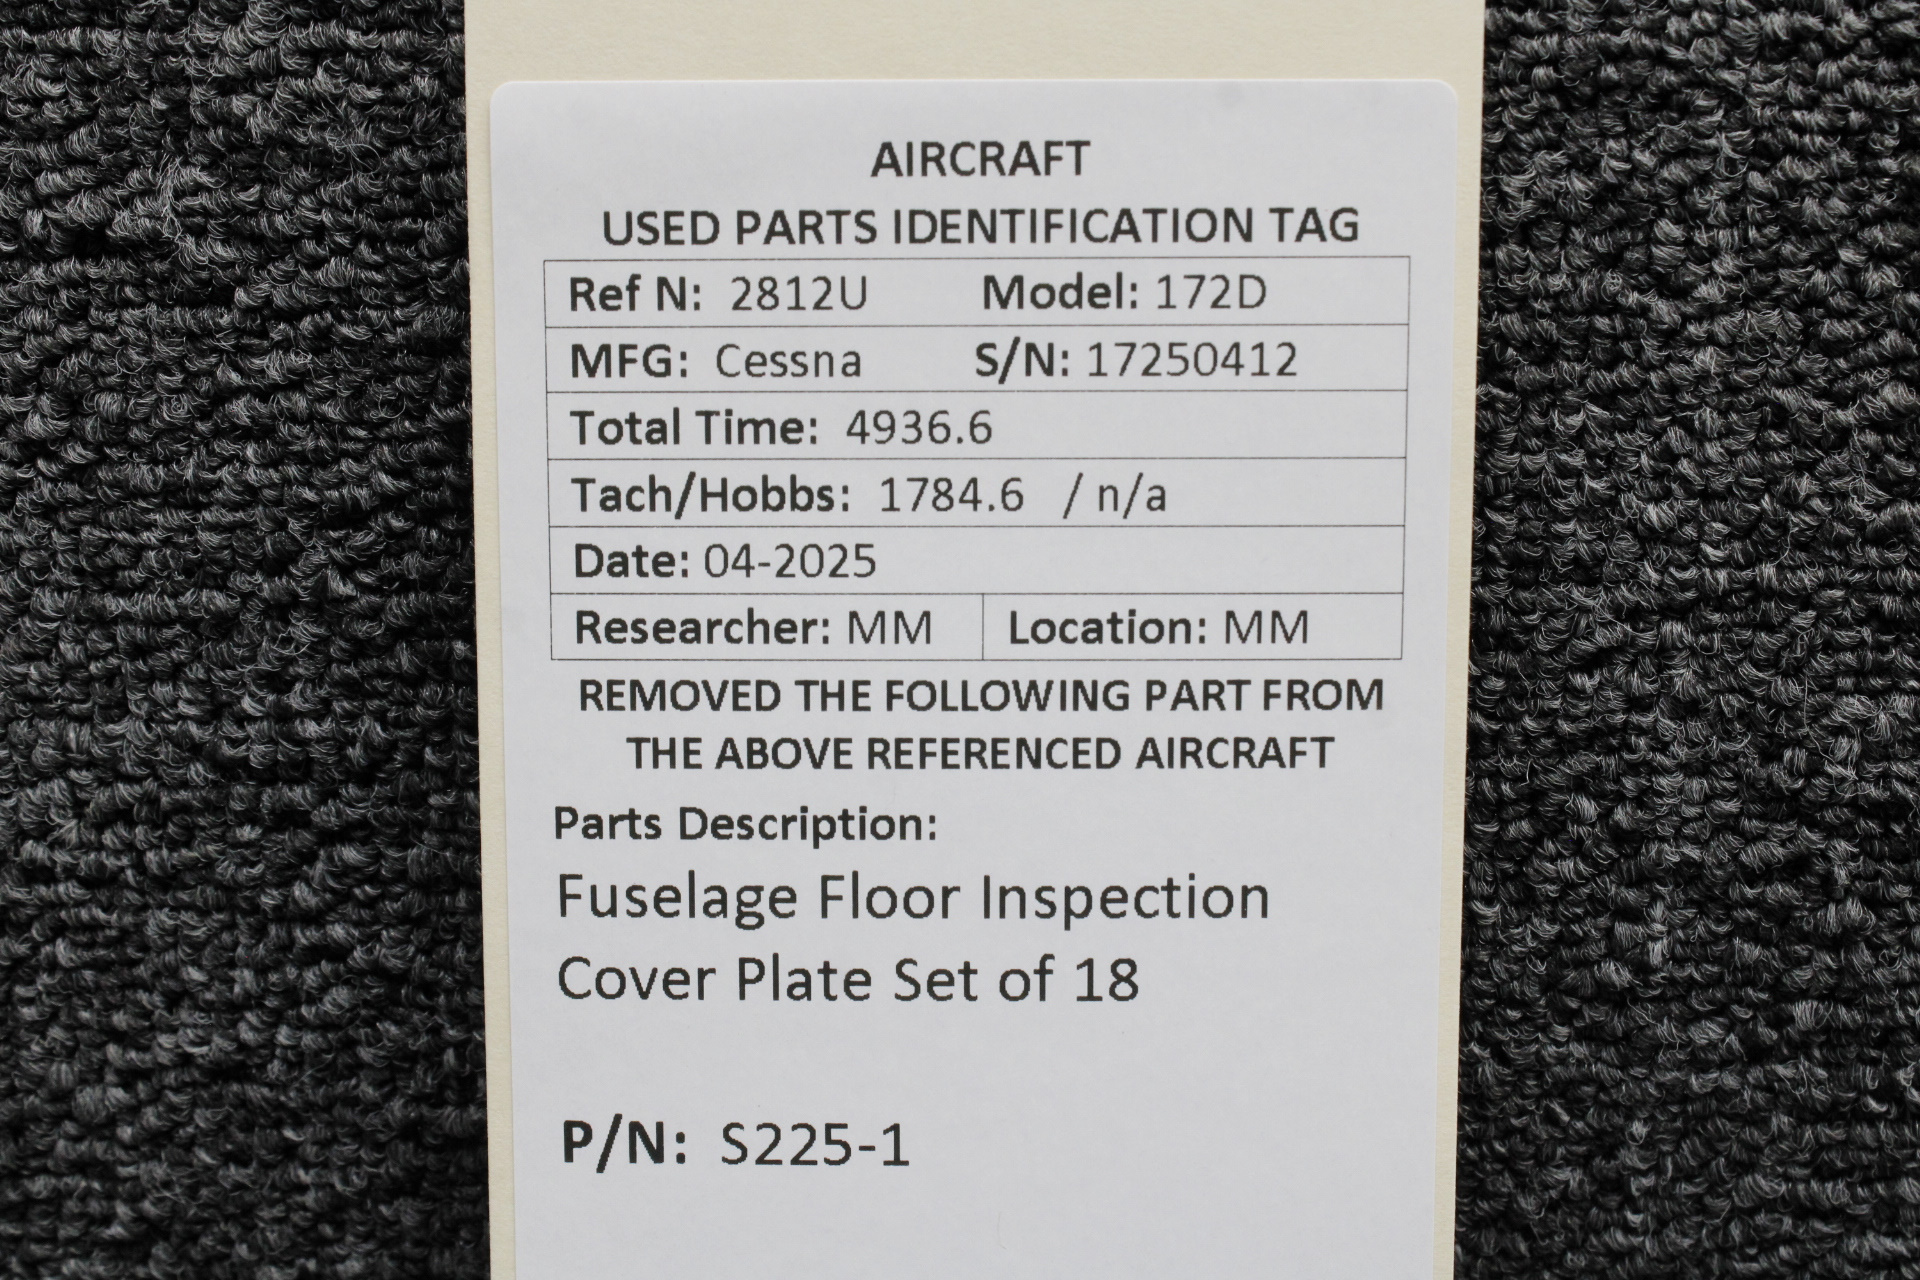 AIRCRAFT
USED PARTS IDENTIFICATION TAG
Ref N: 2812U Model: 172D
MFG: Cessna S/N: 17250412
Total Time: 4936.6
Tach/Hobbs: 1784.6 / n/a
Date: 04-2025
Researcher: MM Location: MM
REMOVED THE FOLLOWING PART FROM
THE ABOVE REFERENCED AIRCRAFT
Parts Description:
Fuselage Floor Inspection
Cover Plate Set of 18
P/N: S225-1